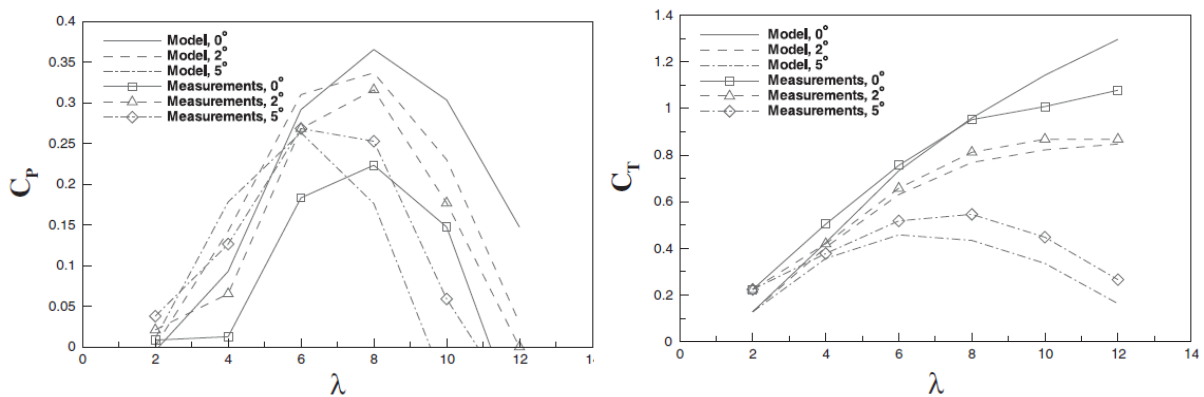 0.4
0.35
0.3
0.25
0.2
0.15
0.1
0.05
0
C_P
Model, 0°
Model, 2°
Model, 5°
Measurements, 0°
Measurements, 2°
Measurements, 5°
0 2 4 6 8 10 12 14
λ
1.4
1.2
1
0.8
0.6
0.4
0.2
0
C_T
Model, 0°
Model, 2°
Model, 5°
Measurements, 0°
Measurements, 2°
Measurements, 5°
0 2 4 6 8 10 12 14
λ